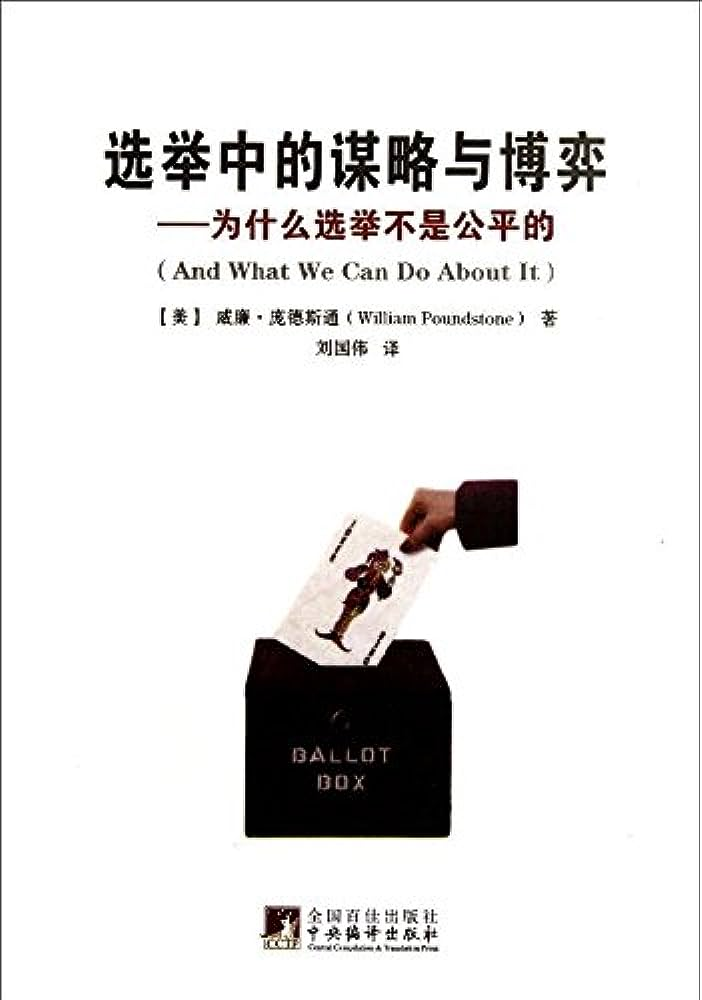 选举中的谋略与博弈
——为什么选举不是公平的
(And What We Can Do About It)
【美】 威廉·庞德斯通(William Poundstone) 著
刘国伟 译
BALLOT
BOX
全国百佳出版社
中央编译出版社
Central Compilation & Translation Press
CCTP